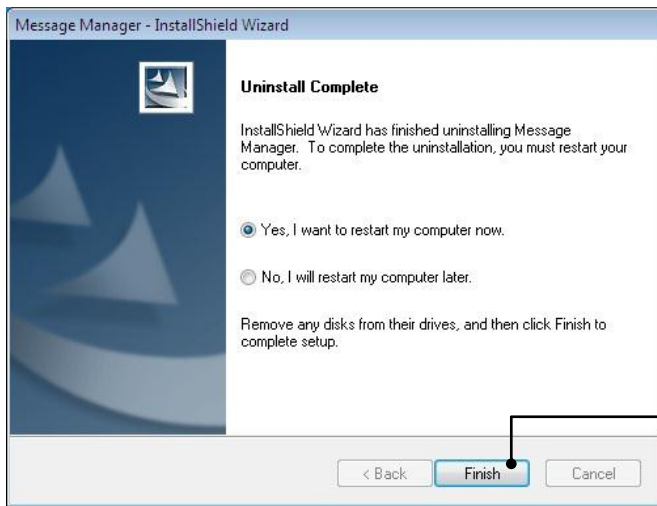 Message Manager - InstallShield Wizard
Uninstall Complete
InstallShield Wizard has finished uninstalling Message
Manager.  To complete the uninstallation, you must restart your
computer.
Yes, I want to restart my computer now.
No, I will restart my computer later.
Remove any disks from their drives, and then click Finish to
complete setup.
< Back
Finish
Cancel